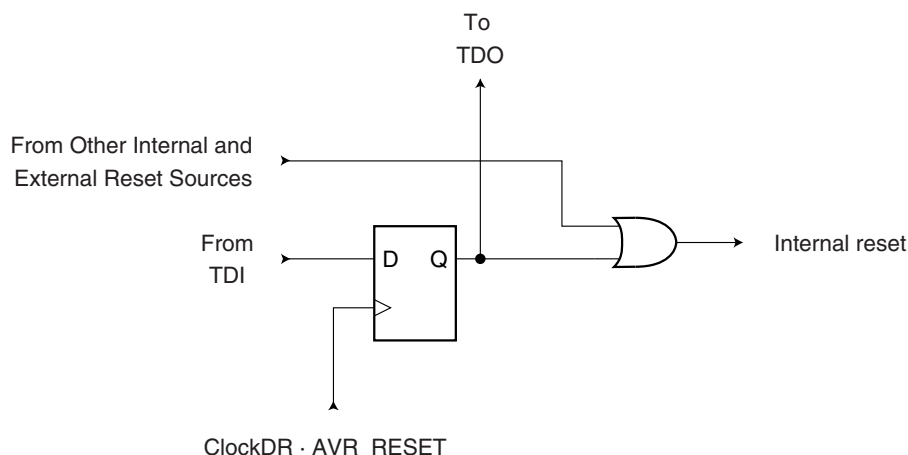 To
TDO
From Other Internal and
External Reset Sources
From
TDI
D Q
Internal reset
ClockDR · AVR_RESET